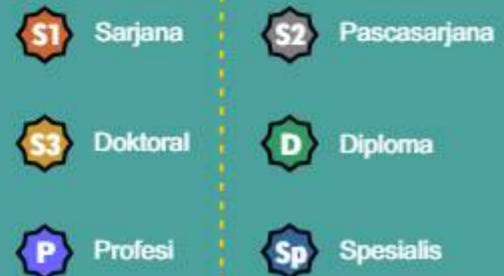 S1 Sarjana
S2 Pascasarjana
S3 Doktoral
D Diploma
P Profesi
Sp Spesialis